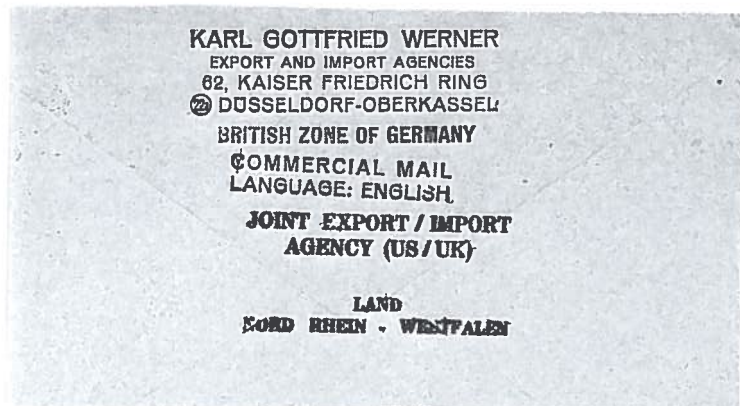 KARL GOTTFRIED WERNER
EXPORT AND IMPORT AGENCIES
62, KAISER FRIEDRICH RING
22a DÜSSELDORF-OBERKASSEL
BRITISH ZONE OF GERMANY
COMMERCIAL MAIL
LANGUAGE: ENGLISH
JOINT EXPORT / IMPORT
AGENCY (US / UK)
LAND
NORD RHEIN - WESTFALEN